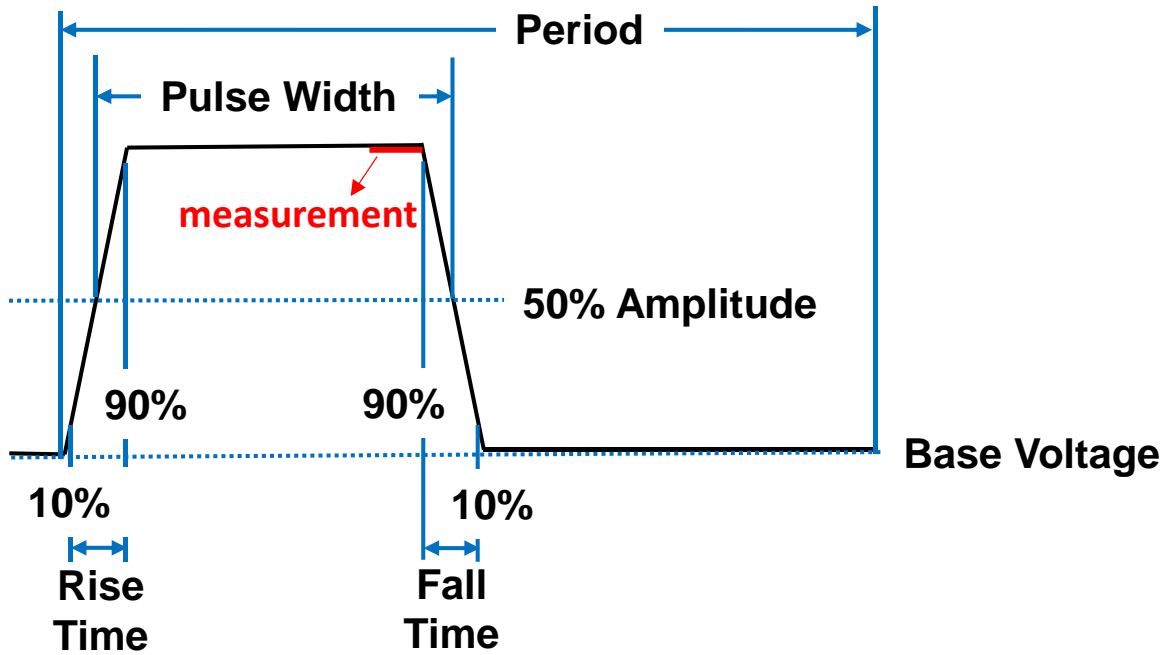 Period
Pulse Width
measurement
50% Amplitude
90%
90%
Base Voltage
10%
10%
Rise
Time
Fall
Time